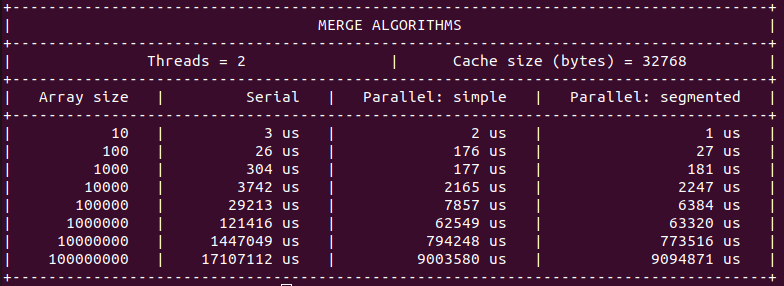 MERGE ALGORITHMS
Threads = 2 | Cache size (bytes) = 32768
Array size | Serial | Parallel: simple | Parallel: segmented
10 | 3 us | 2 us | 1 us
100 | 26 us | 176 us | 27 us
1000 | 304 us | 177 us | 181 us
10000 | 3742 us | 2165 us | 2247 us
100000 | 29213 us | 7857 us | 6384 us
1000000 | 121416 us | 62549 us | 63320 us
10000000 | 1447049 us | 794248 us | 773516 us
100000000 | 17107112 us | 9003580 us | 9094871 us